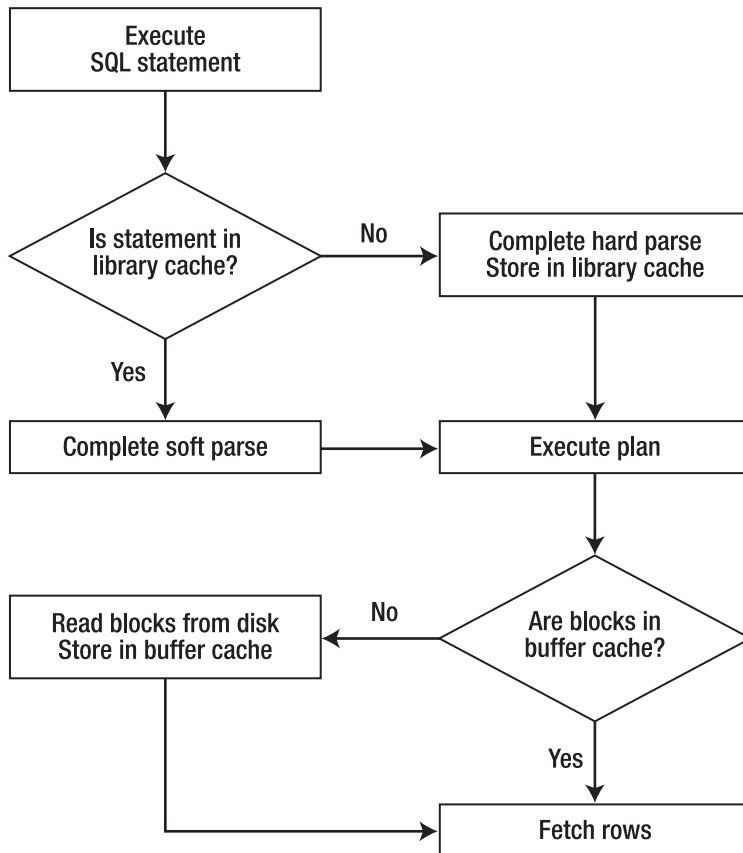 Execute
SQL statement
Is statement in
library cache?
No
Complete hard parse
Store in library cache
Yes
Complete soft parse
Execute plan
Read blocks from disk
Store in buffer cache
No
Are blocks in
buffer cache?
Yes
Fetch rows